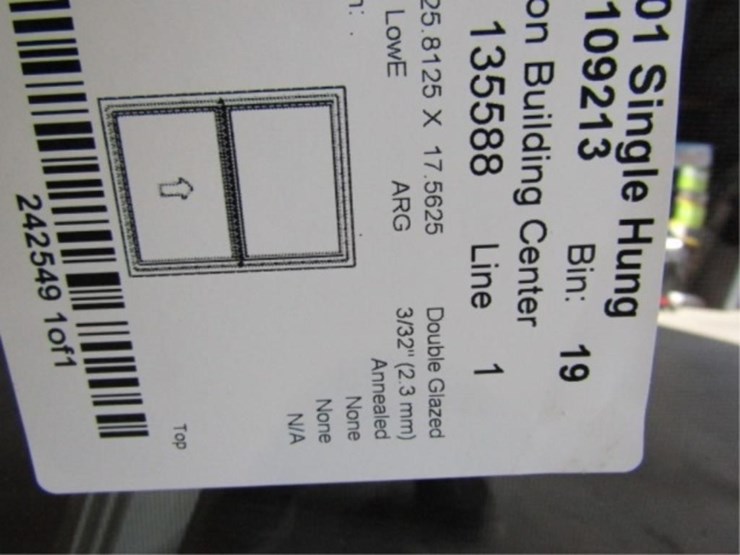 01 Single Hung
109213 Bin: 19
on Building Center
135588 Line 1
25.8125 X 17.5625 Double Glazed
LowE ARG 3/32" (2.3 mm)
Annealed
n: None
None
N/A
Top
242549 1of1